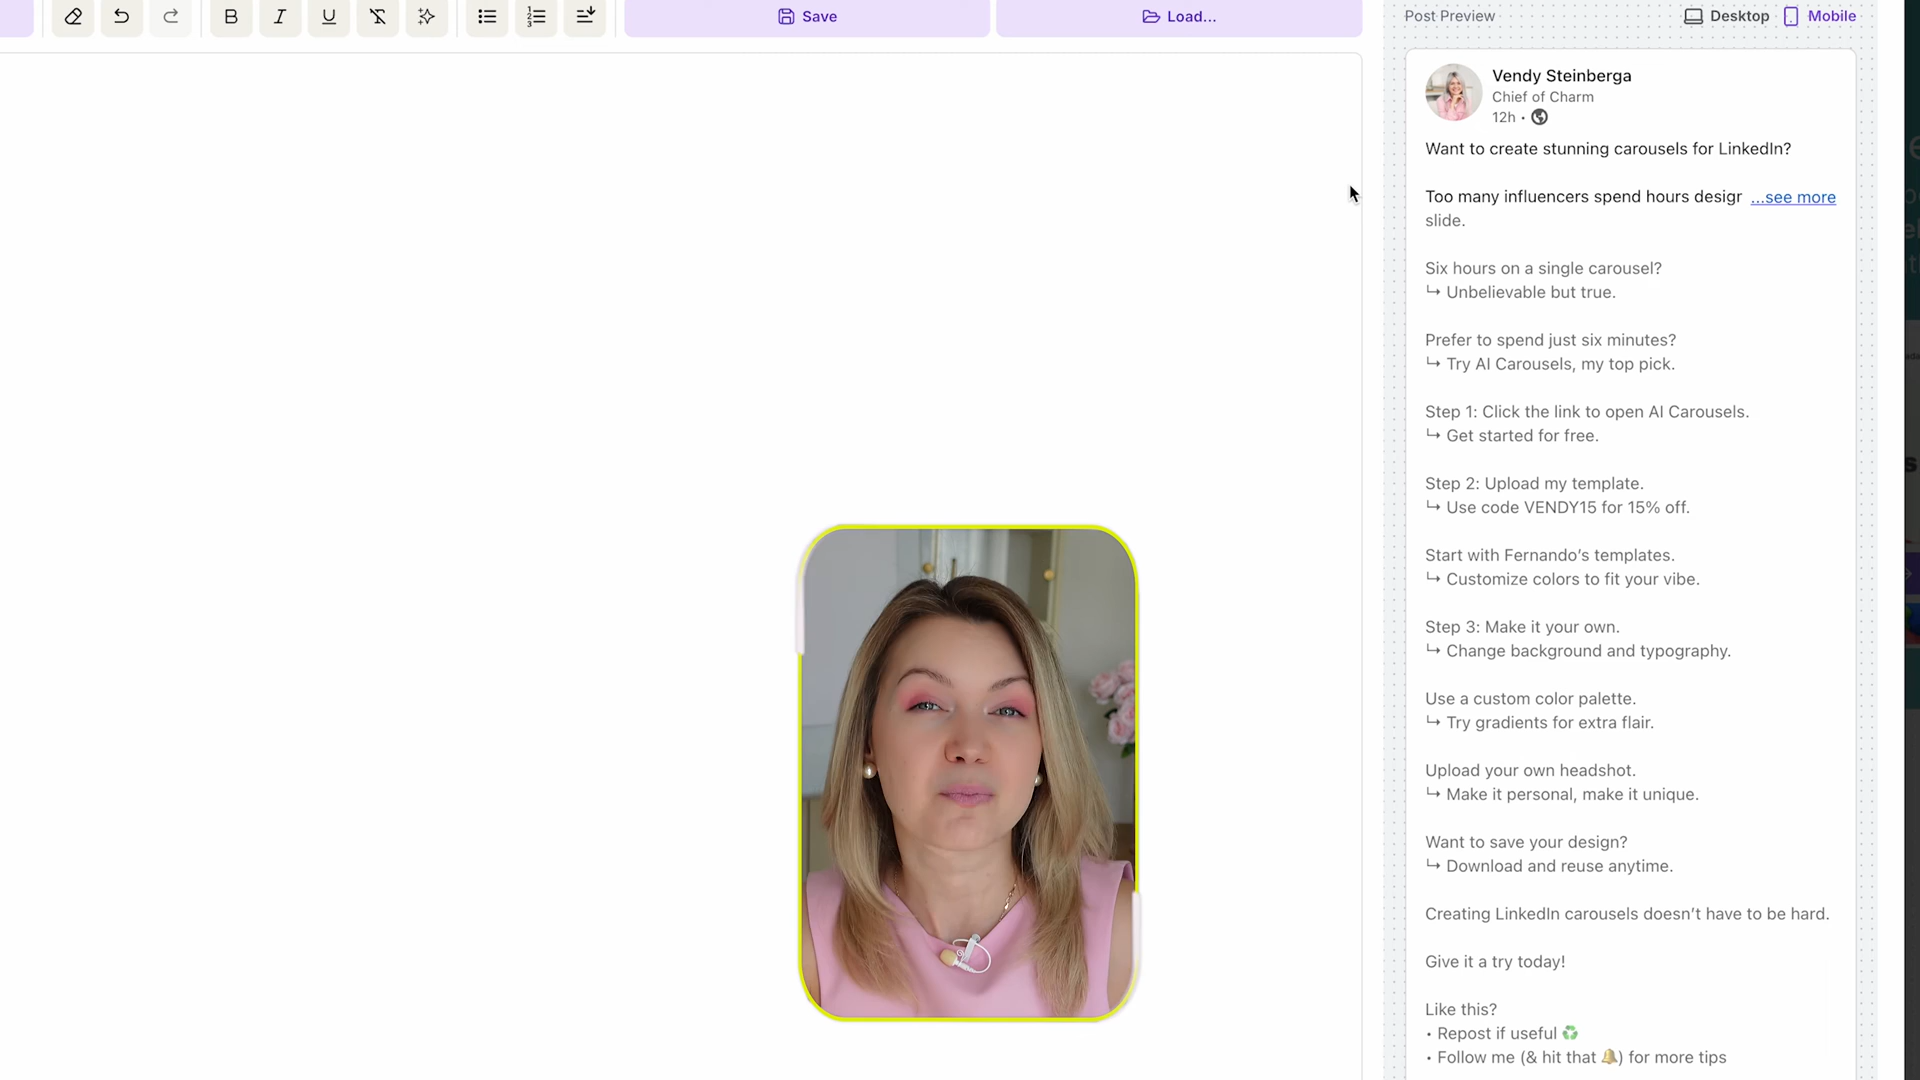 Save
Load...
Post Preview
Desktop
Mobile
Vendy Steinberga
Chief of Charm
12h •
Want to create stunning carousels for LinkedIn?
Too many influencers spend hours desigr ...see more
slide.
Six hours on a single carousel?
↳ Unbelievable but true.
Prefer to spend just six minutes?
↳ Try AI Carousels, my top pick.
Step 1: Click the link to open AI Carousels.
↳ Get started for free.
Step 2: Upload my template.
↳ Use code VENDY15 for 15% off.
Start with Fernando’s templates.
↳ Customize colors to fit your vibe.
Step 3: Make it your own.
↳ Change background and typography.
Use a custom color palette.
↳ Try gradients for extra flair.
Upload your own headshot.
↳ Make it personal, make it unique.
Want to save your design?
↳ Download and reuse anytime.
Creating LinkedIn carousels doesn’t have to be hard.
Give it a try today!
Like this?
• Repost if useful ♻️
• Follow me (& hit that 🔔) for more tips